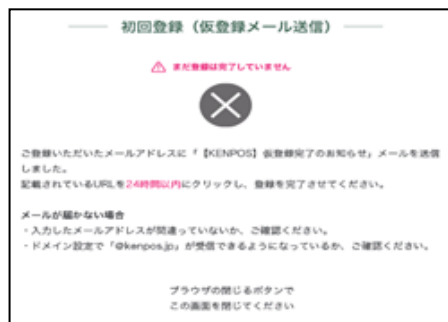 初回登録（仮登録メール送信）
まだ登録は完了していません
ご登録いただいたメールアドレスに「【KENPOS】仮登録完了のお知らせ」メールを送信
しました。
記載されているURLを24時間以内にクリックし、登録を完了させてください。
メールが届かない場合
・入力したメールアドレスが間違っていないか、ご確認ください。
・ドメイン設定で「@kenpos.jp」が受信できるようになっているか、ご確認ください。
ブラウザの閉じるボタンで
この画面を閉じてください